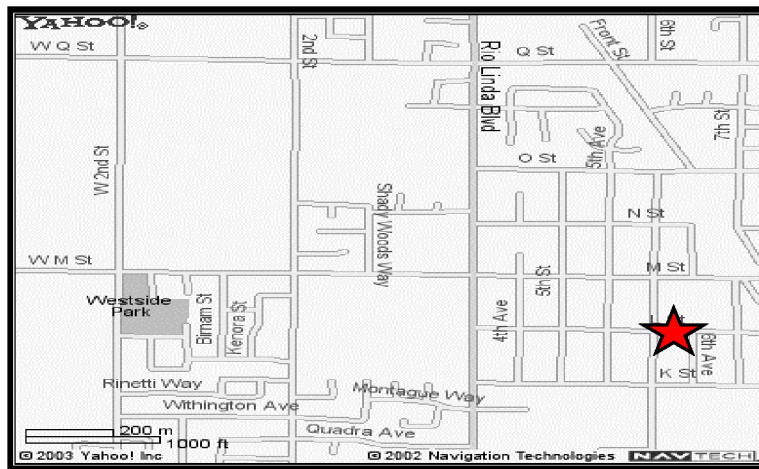 YAHOO!®
6th St
W Q St
2nd St
Rio Linda Blvd
Q St
Front St
7th St
5th Ave
O St
W 2nd St
Shady Woods Way
N St
W M St
M St
5th St
Westside
Park
Birnam St
Kenora St
4th Ave
6th Ave
K St
Rinetti Way
Montague Way
Withington Ave
Quadra Ave
200 m
1000 ft
© 2003 Yahoo! Inc
© 2002 Navigation Technologies
NAVTECH